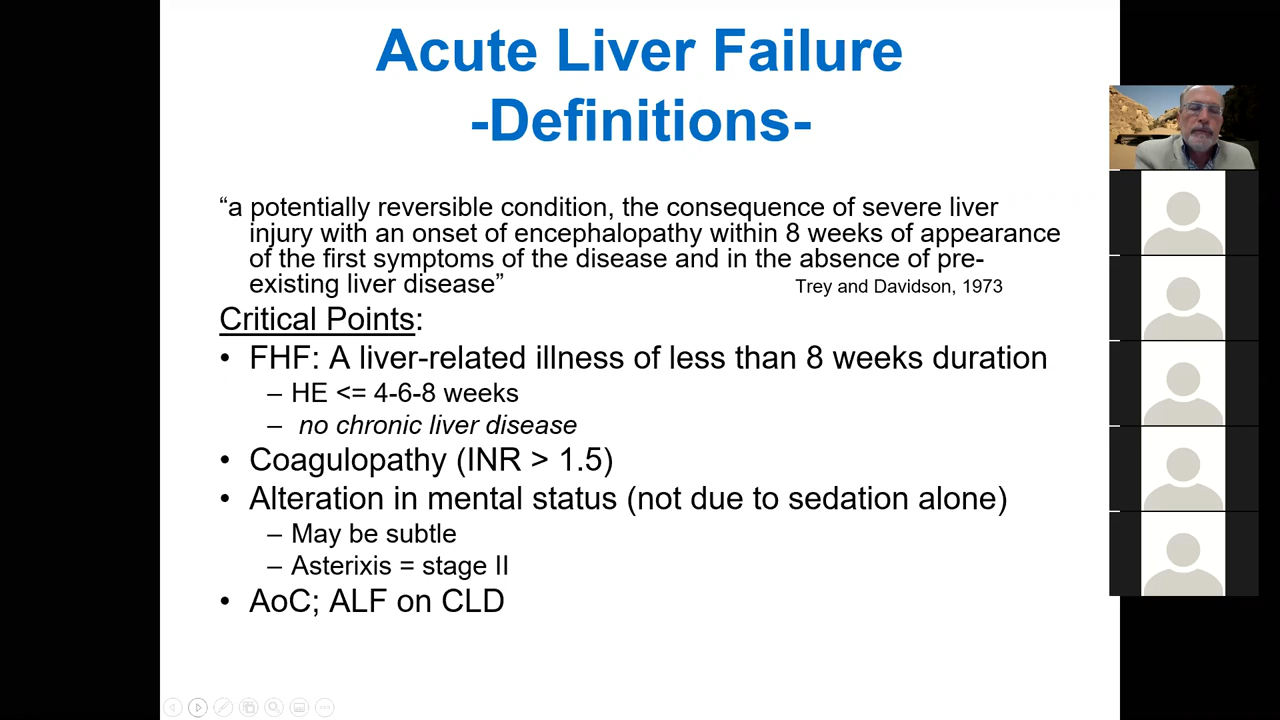 Acute Liver Failure
-Definitions-
“a potentially reversible condition, the consequence of severe liver
injury with an onset of encephalopathy within 8 weeks of appearance
of the first symptoms of the disease and in the absence of pre-
existing liver disease”
Trey and Davidson, 1973
Critical Points:
• FHF: A liver-related illness of less than 8 weeks duration
– HE <= 4-6-8 weeks
– no chronic liver disease
• Coagulopathy (INR > 1.5)
• Alteration in mental status (not due to sedation alone)
– May be subtle
– Asterixis = stage II
• AoC; ALF on CLD